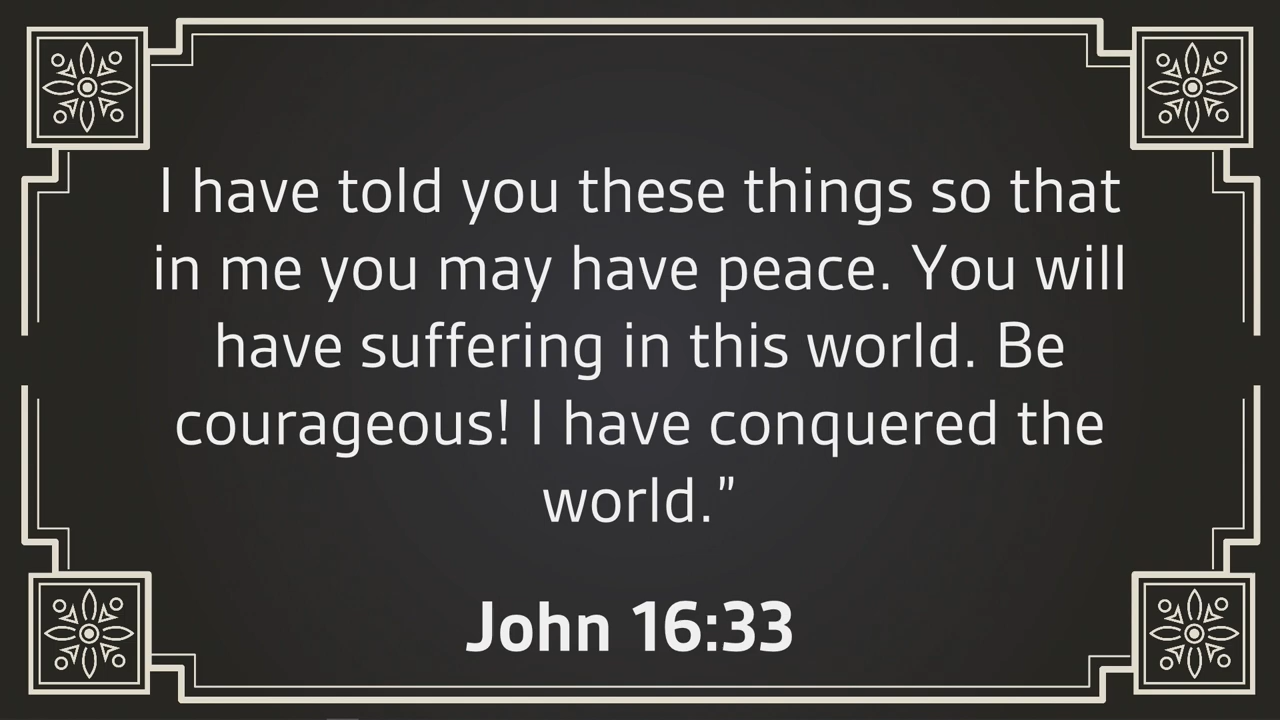 I have told you these things so that
in me you may have peace. You will
have suffering in this world. Be
courageous! I have conquered the
world.”
John 16:33